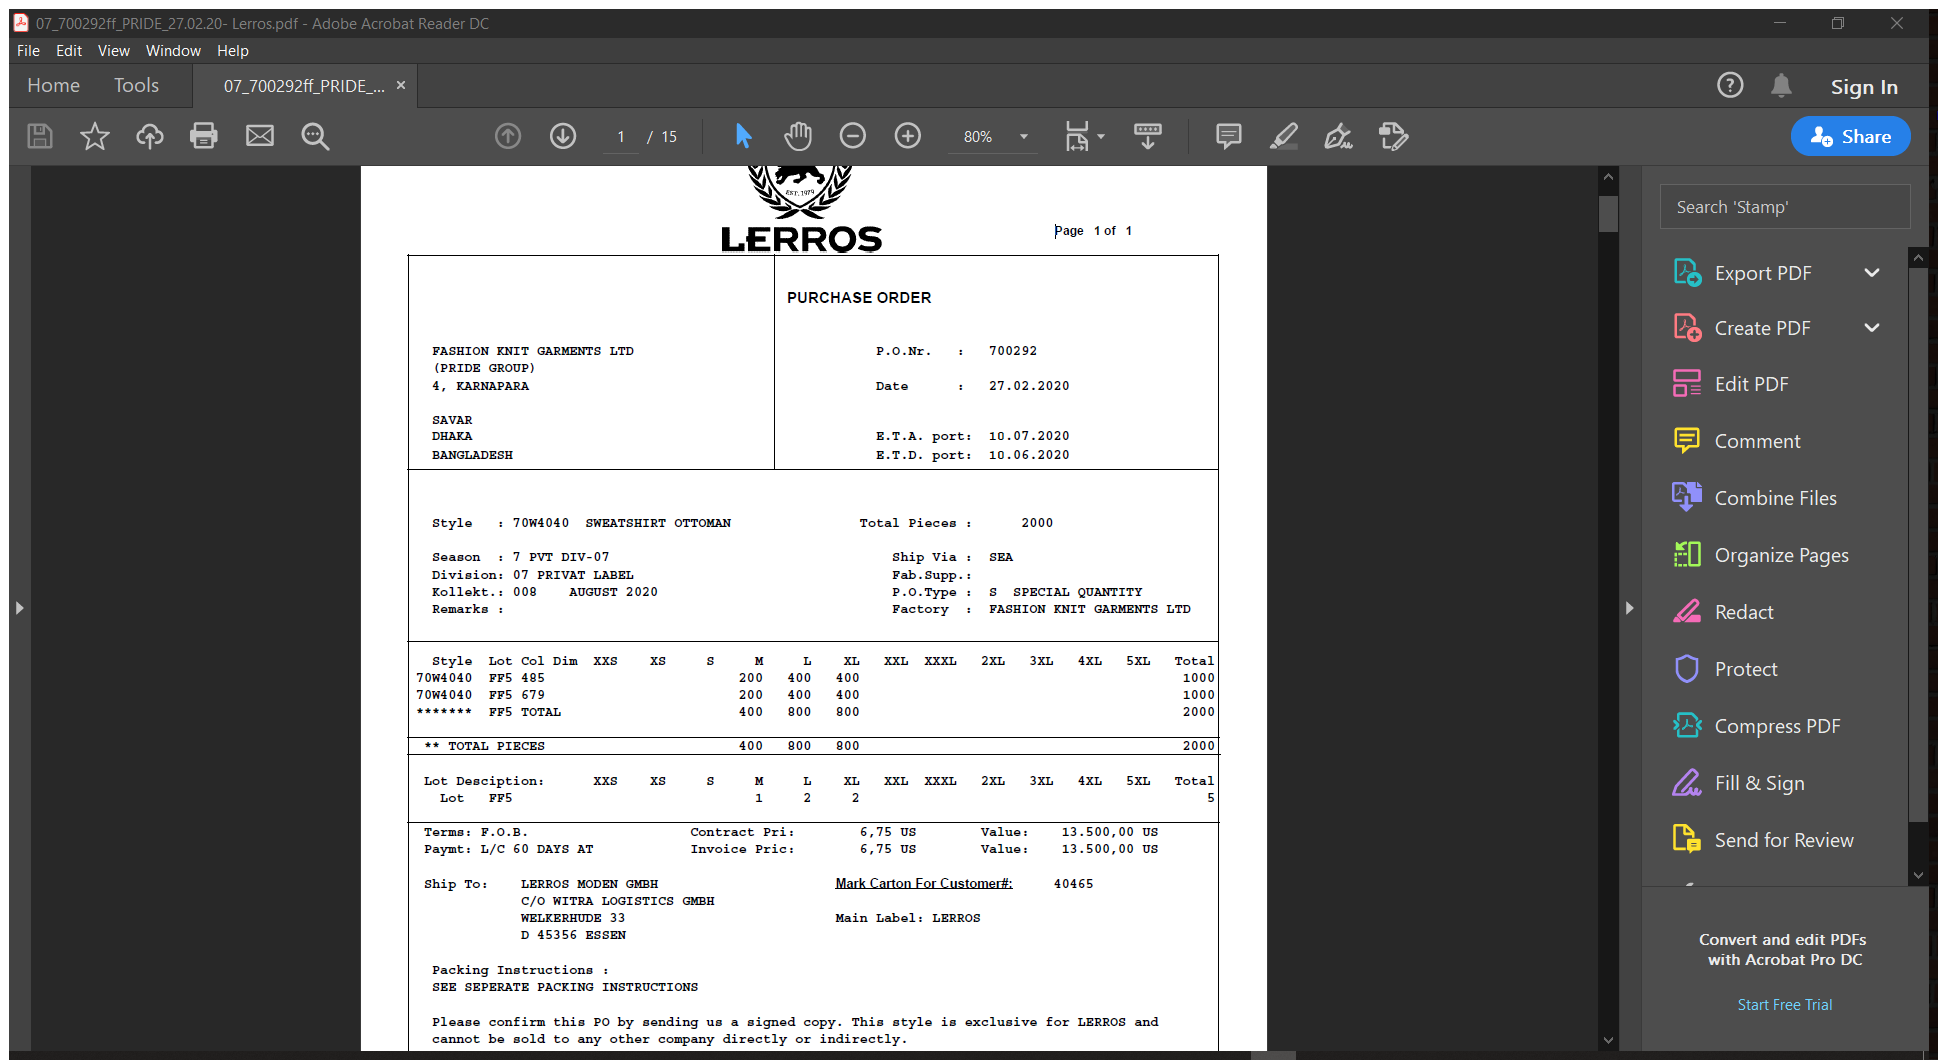 07_700292ff_PRIDE_27.02.20- Lerros.pdf - Adobe Acrobat Reader DC
File Edit View Window Help
Home Tools 07_700292ff_PRIDE_... × Sign In
1 / 15 80% Share
EST. 1979
LERROS
Page 1 of 1
PURCHASE ORDER
FASHION KNIT GARMENTS LTD P.O.Nr. : 700292
(PRIDE GROUP)
4, KARNAPARA Date : 27.02.2020
SAVAR
DHAKA E.T.A. port: 10.07.2020
BANGLADESH E.T.D. port: 10.06.2020
Style : 70W4040 SWEATSHIRT OTTOMAN Total Pieces : 2000
Season : 7 PVT DIV-07 Ship Via : SEA
Division: 07 PRIVAT LABEL Fab.Supp.:
Kollekt.: 008 AUGUST 2020 P.O.Type : S SPECIAL QUANTITY
Remarks : Factory : FASHION KNIT GARMENTS LTD
Style Lot Col Dim XXS XS S M L XL XXL XXXL 2XL 3XL 4XL 5XL Total
70W4040 FF5 485 200 400 400 1000
70W4040 FF5 679 200 400 400 1000
******* FF5 TOTAL 400 800 800 2000
** TOTAL PIECES 400 800 800 2000
Lot Desciption: XXS XS S M L XL XXL XXXL 2XL 3XL 4XL 5XL Total
Lot FF5 1 2 2 5
Terms: F.O.B. Contract Pri: 6,75 US Value: 13.500,00 US
Paymt: L/C 60 DAYS AT Invoice Pric: 6,75 US Value: 13.500,00 US
Ship To: LERROS MODEN GMBH Mark Carton For Customer#: 40465
C/O WITRA LOGISTICS GMBH
WELKERHUDE 33 Main Label: LERROS
D 45356 ESSEN
Packing Instructions :
SEE SEPERATE PACKING INSTRUCTIONS
Please confirm this PO by sending us a signed copy. This style is exclusive for LERROS and
cannot be sold to any other company directly or indirectly.
Search 'Stamp'
Export PDF
Create PDF
Edit PDF
Comment
Combine Files
Organize Pages
Redact
Protect
Compress PDF
Fill & Sign
Send for Review
Convert and edit PDFs
with Acrobat Pro DC
Start Free Trial